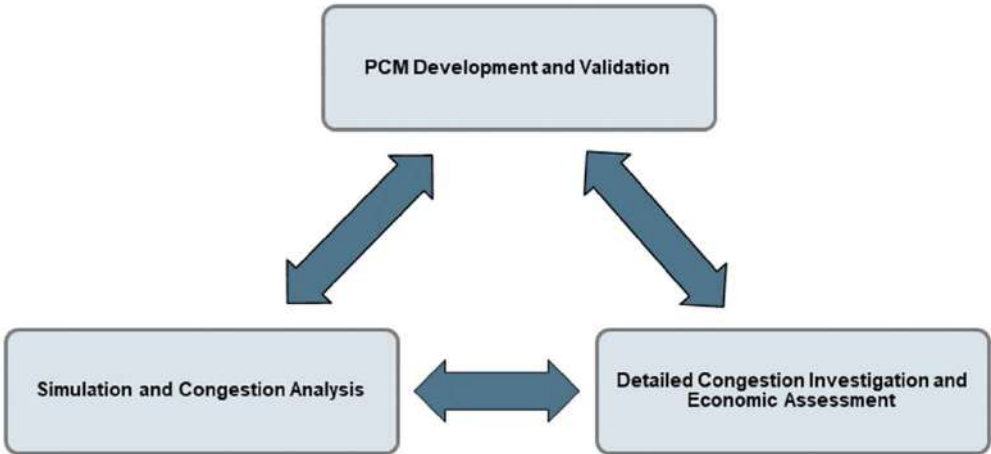 PCM Development and Validation
Simulation and Congestion Analysis
Detailed Congestion Investigation and
Economic Assessment